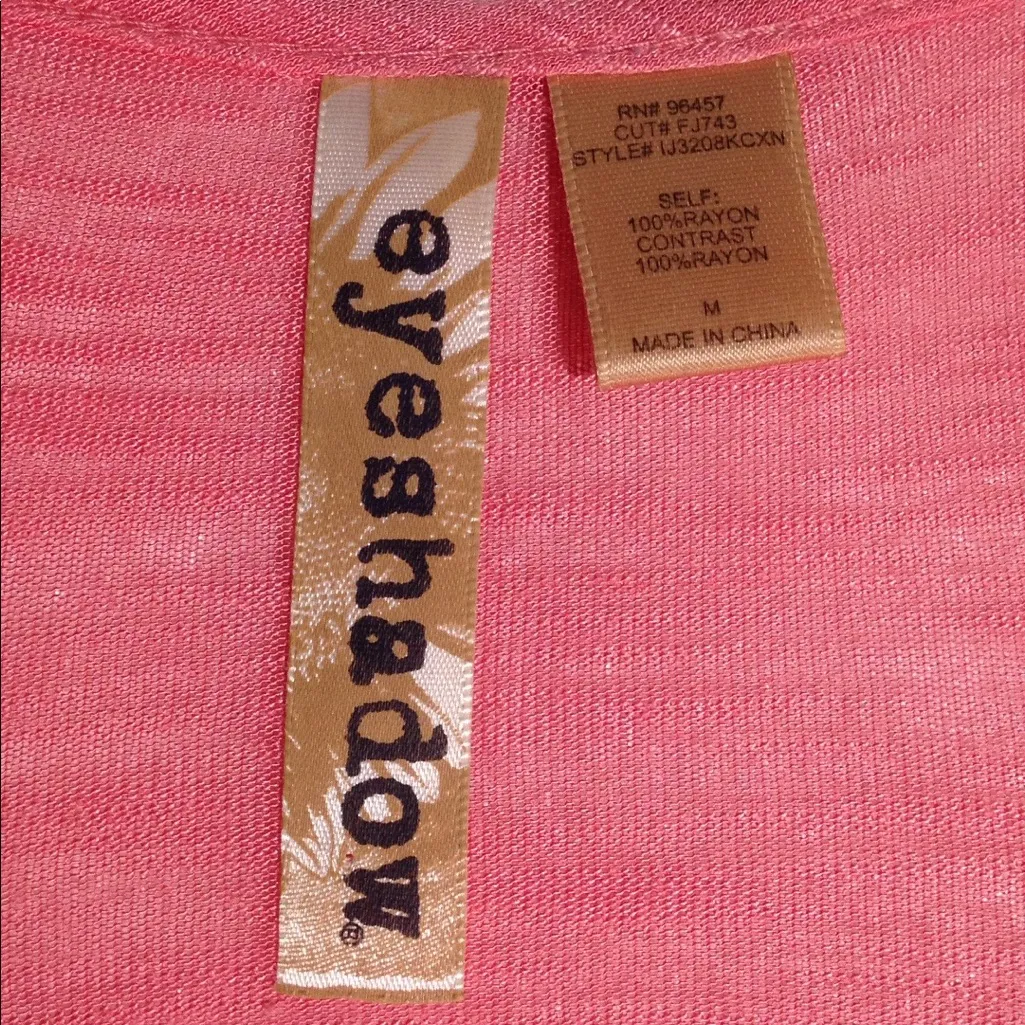 eyeshadow®
RN# 96457
CUT# FJ743
STYLE# IJ3208KCXN
SELF:
100%RAYON
CONTRAST
100%RAYON
M
MADE IN CHINA